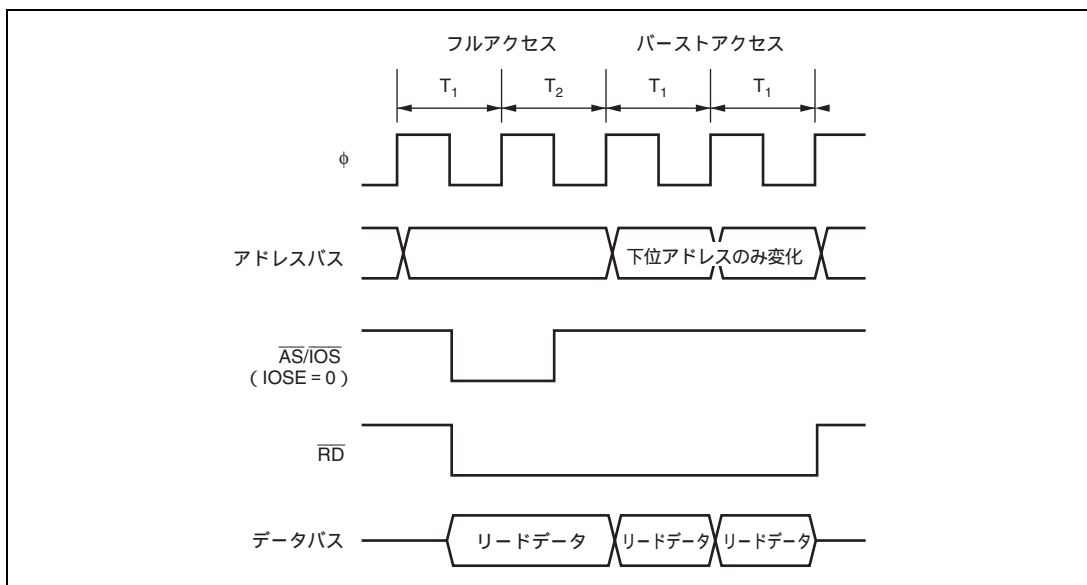 フルアクセス バーストアクセス
T₁ T₂ T₁ T₁
φ
アドレスバス
下位アドレスのみ変化
A̅S̅/I̅O̅S̅
（IOSE = 0）
R̅D̅
データバス
リードデータ リードデータ リードデータ